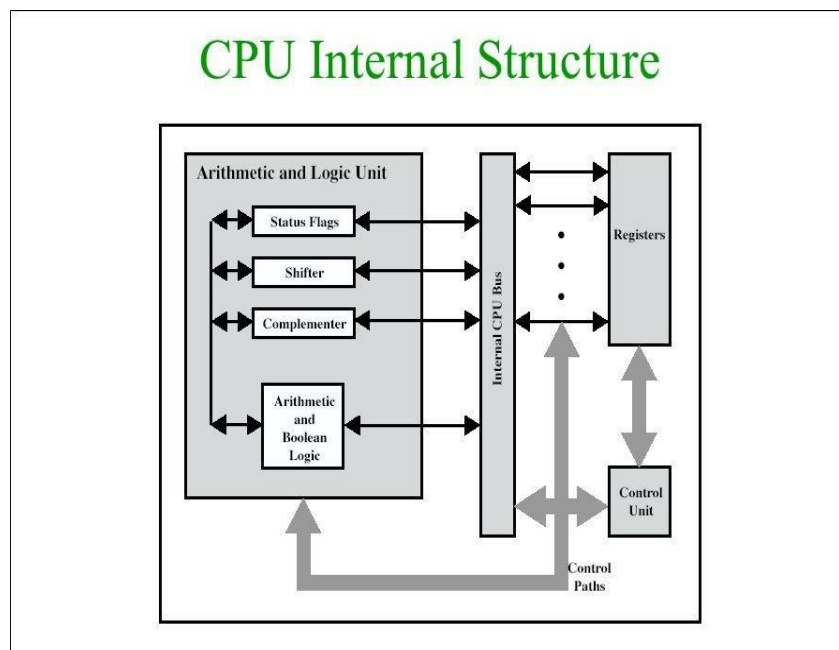 CPU Internal Structure
Arithmetic and Logic Unit
Status Flags
Shifter
Complementer
Arithmetic
and
Boolean
Logic
Internal CPU Bus
Registers
Control
Unit
Control
Paths